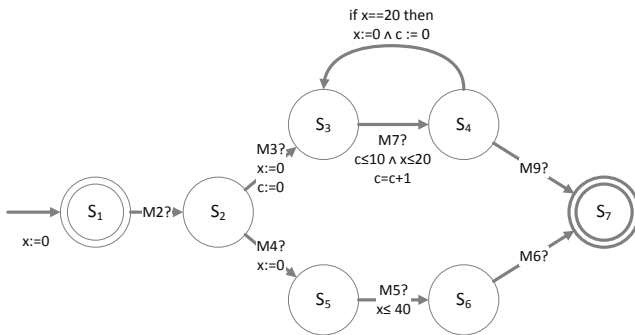 if x==20 then
x:=0 ∧ c := 0
S3
S4
M3?
x:=0
c:=0
M7?
c≤10 ∧ x≤20
c=c+1
M9?
S1
M2?
S2
S7
x:=0
M4?
x:=0
M5?
x≤ 40
M6?
S5
S6